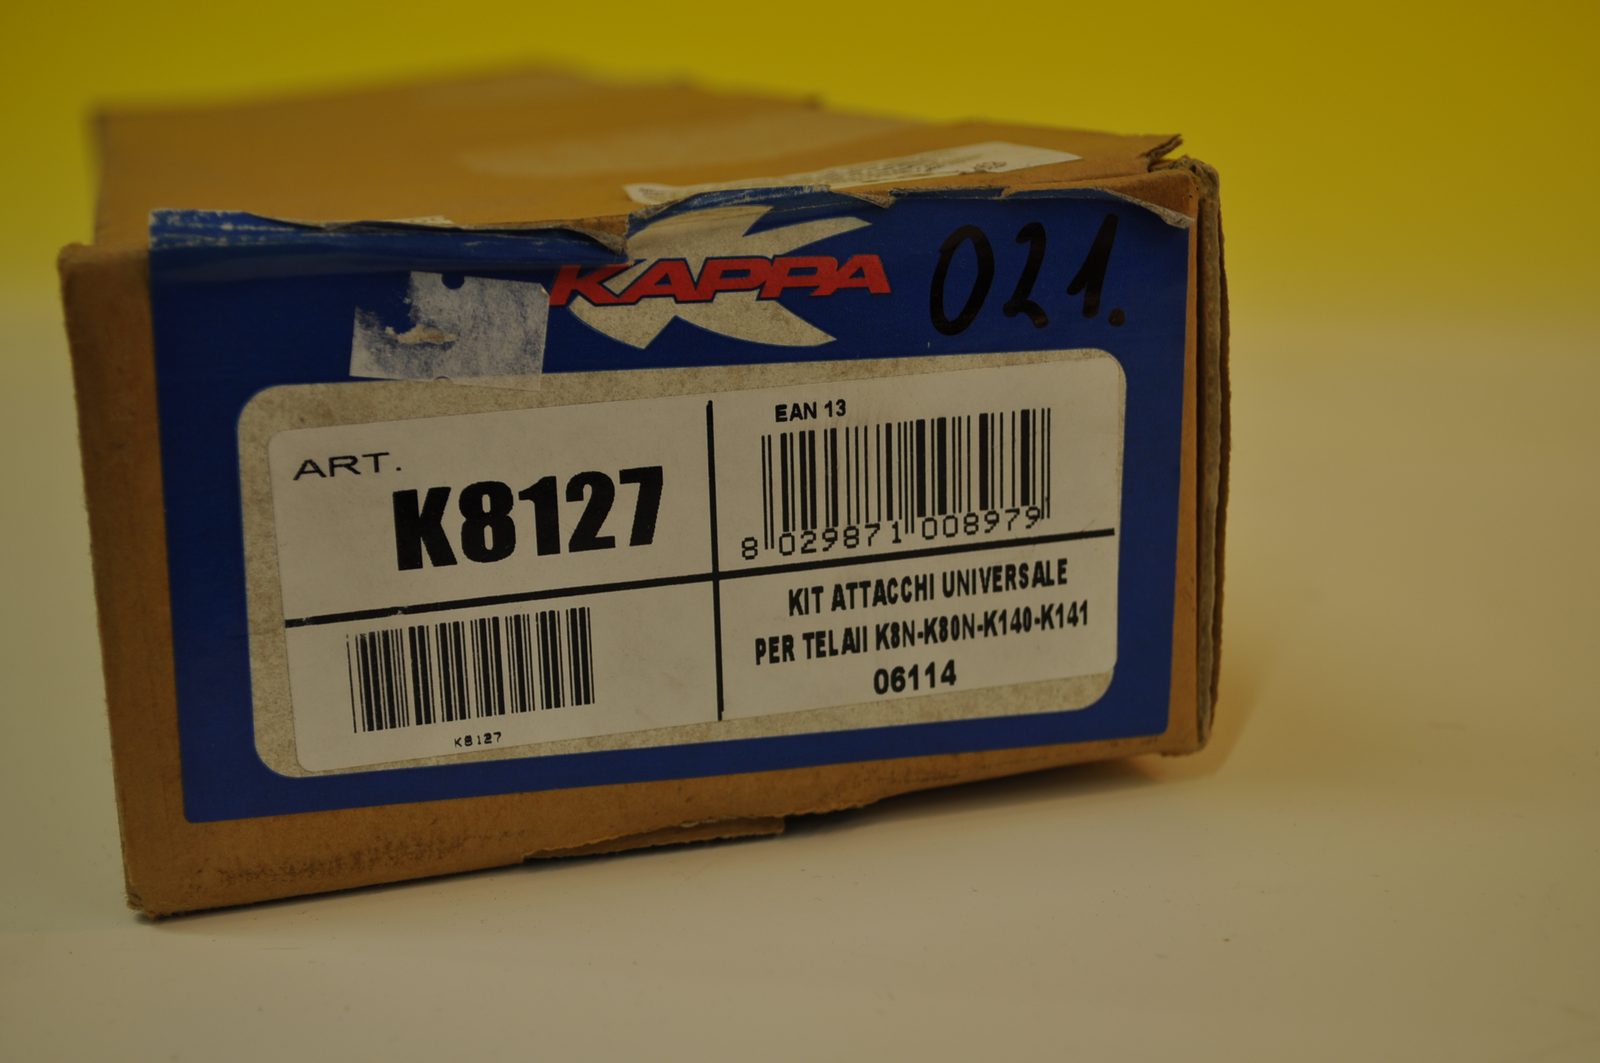 KAPPA
021.
ART.
K8127
EAN 13
8 029871 008979
K8127
KIT ATTACCHI UNIVERSALE
PER TELAII K8N-K80N-K140-K141
06114